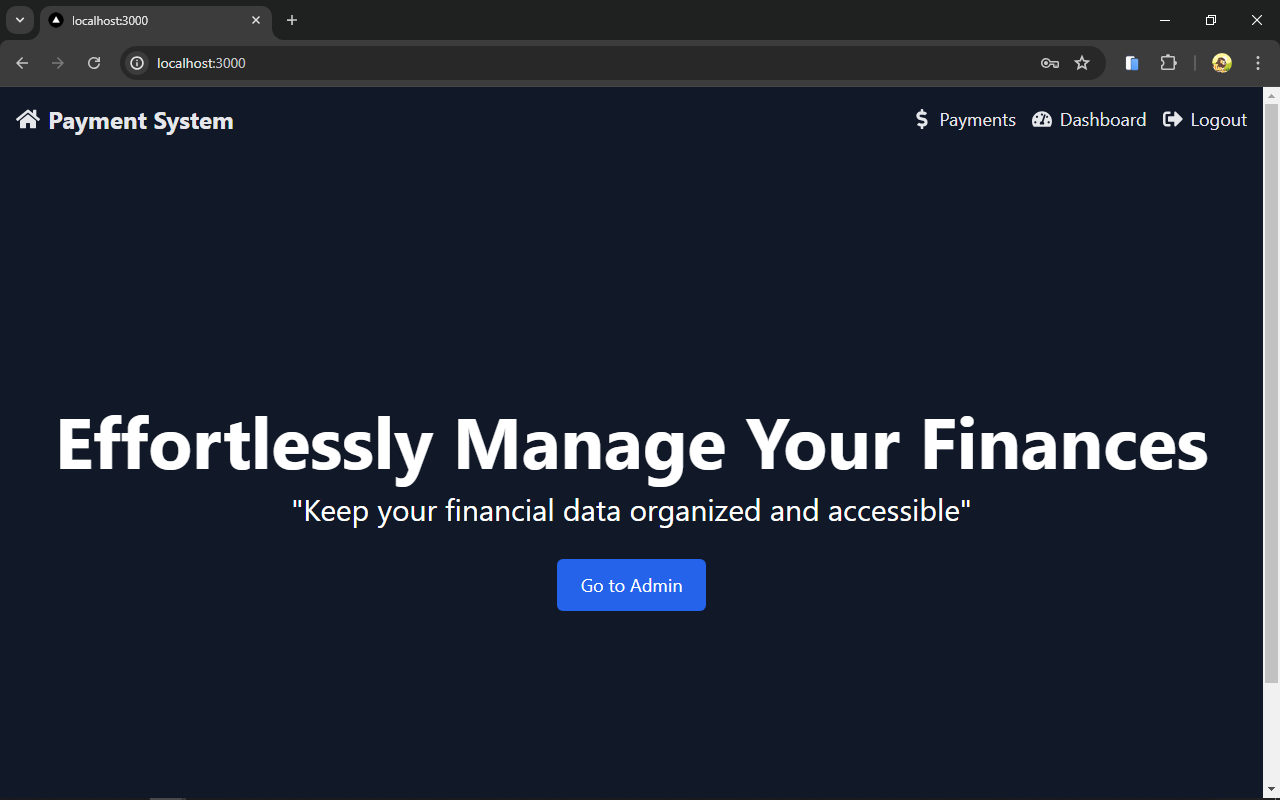 localhost:3000
localhost:3000
Payment System
Payments Dashboard Logout
Effortlessly Manage Your Finances
"Keep your financial data organized and accessible"
Go to Admin